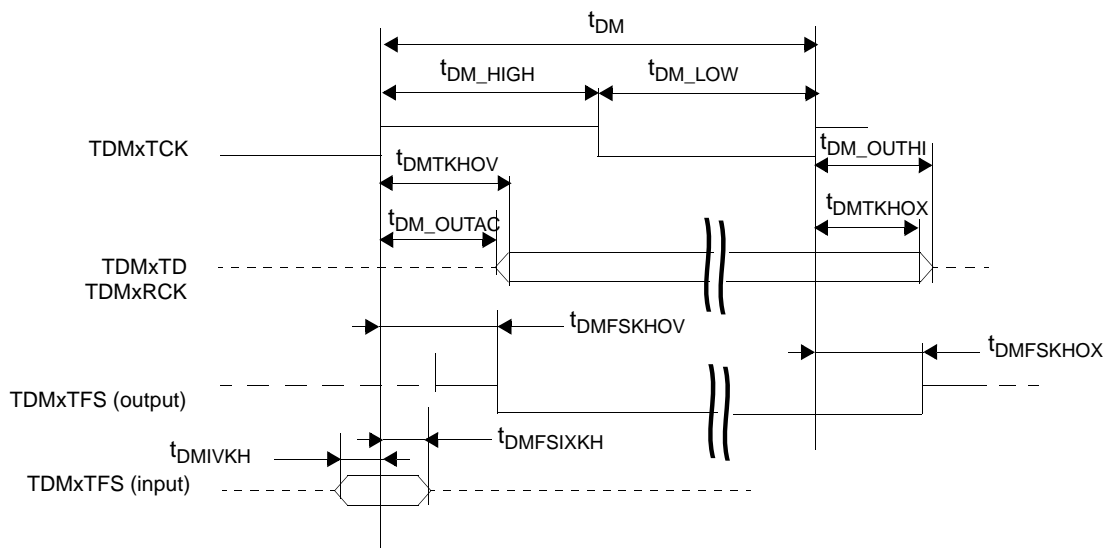 tDM
tDM_HIGH
tDM_LOW
TDMxTCK
tDM_OUTHI
tDMTKHOV
tDMTKHOX
tDM_OUTAC
TDMxTD
TDMxRCK
tDMFSKHOV
tDMFSKHOX
TDMxTFS (output)
tDMIVKH
tDMFSIXKH
TDMxTFS (input)